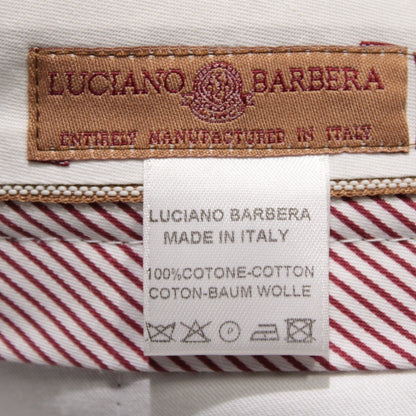 LUCIANO BARBERA
ENTIRELY MANUFACTURED IN ITALY
LUCIANO BARBERA
MADE IN ITALY
100%COTONE-COTTON
COTON-BAUM WOLLE
P